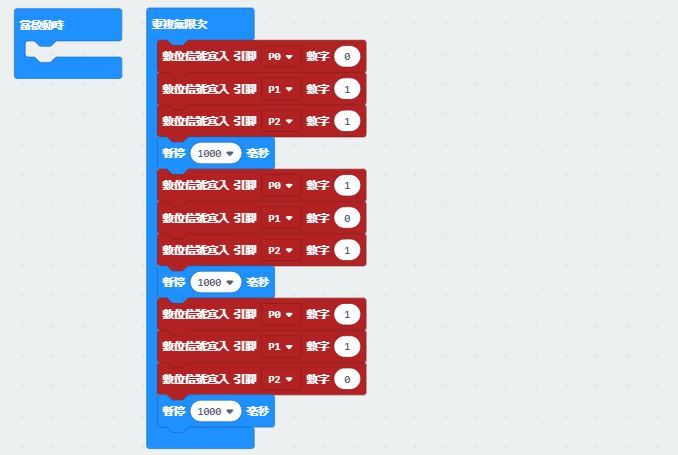 當啟動時
重複無限次
數位信號寫入 引腳 P0 數字 0
數位信號寫入 引腳 P1 數字 1
數位信號寫入 引腳 P2 數字 1
暫停 1000 毫秒
數位信號寫入 引腳 P0 數字 1
數位信號寫入 引腳 P1 數字 0
數位信號寫入 引腳 P2 數字 1
暫停 1000 毫秒
數位信號寫入 引腳 P0 數字 1
數位信號寫入 引腳 P1 數字 1
數位信號寫入 引腳 P2 數字 0
暫停 1000 毫秒